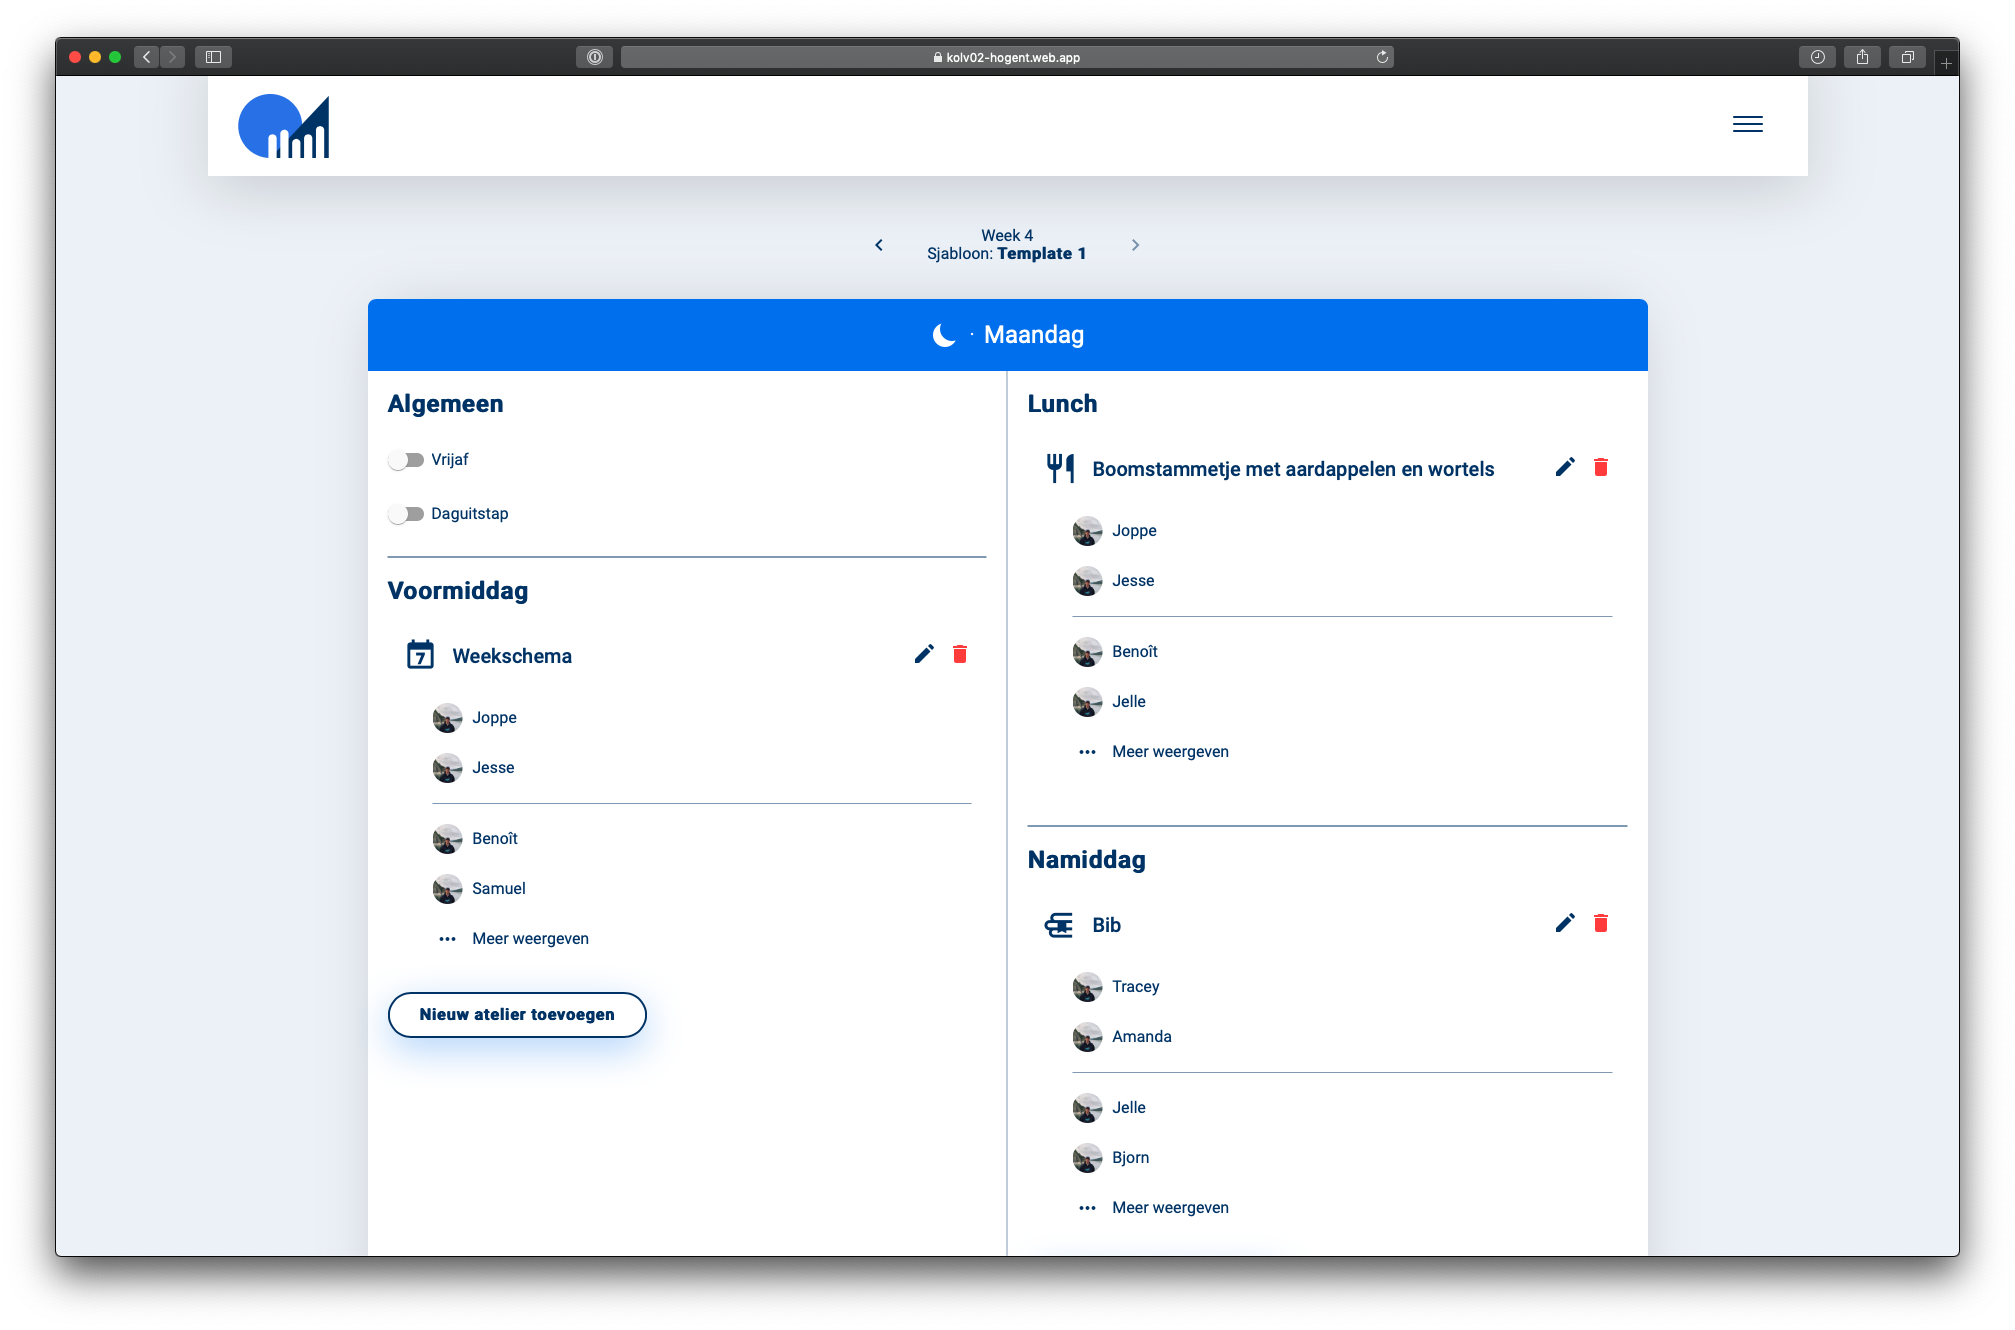 kolv02-hogent.web.app
Week 4
Sjabloon: Template 1
· Maandag
Algemeen
Vrijaf
Daguitstap
Voormiddag
7
Weekschema
Joppe
Jesse
Benoît
Samuel
Meer weergeven
Nieuw atelier toevoegen
Lunch
Boomstammetje met aardappelen en wortels
Joppe
Jesse
Benoît
Jelle
Meer weergeven
Namiddag
Bib
Tracey
Amanda
Jelle
Bjorn
Meer weergeven